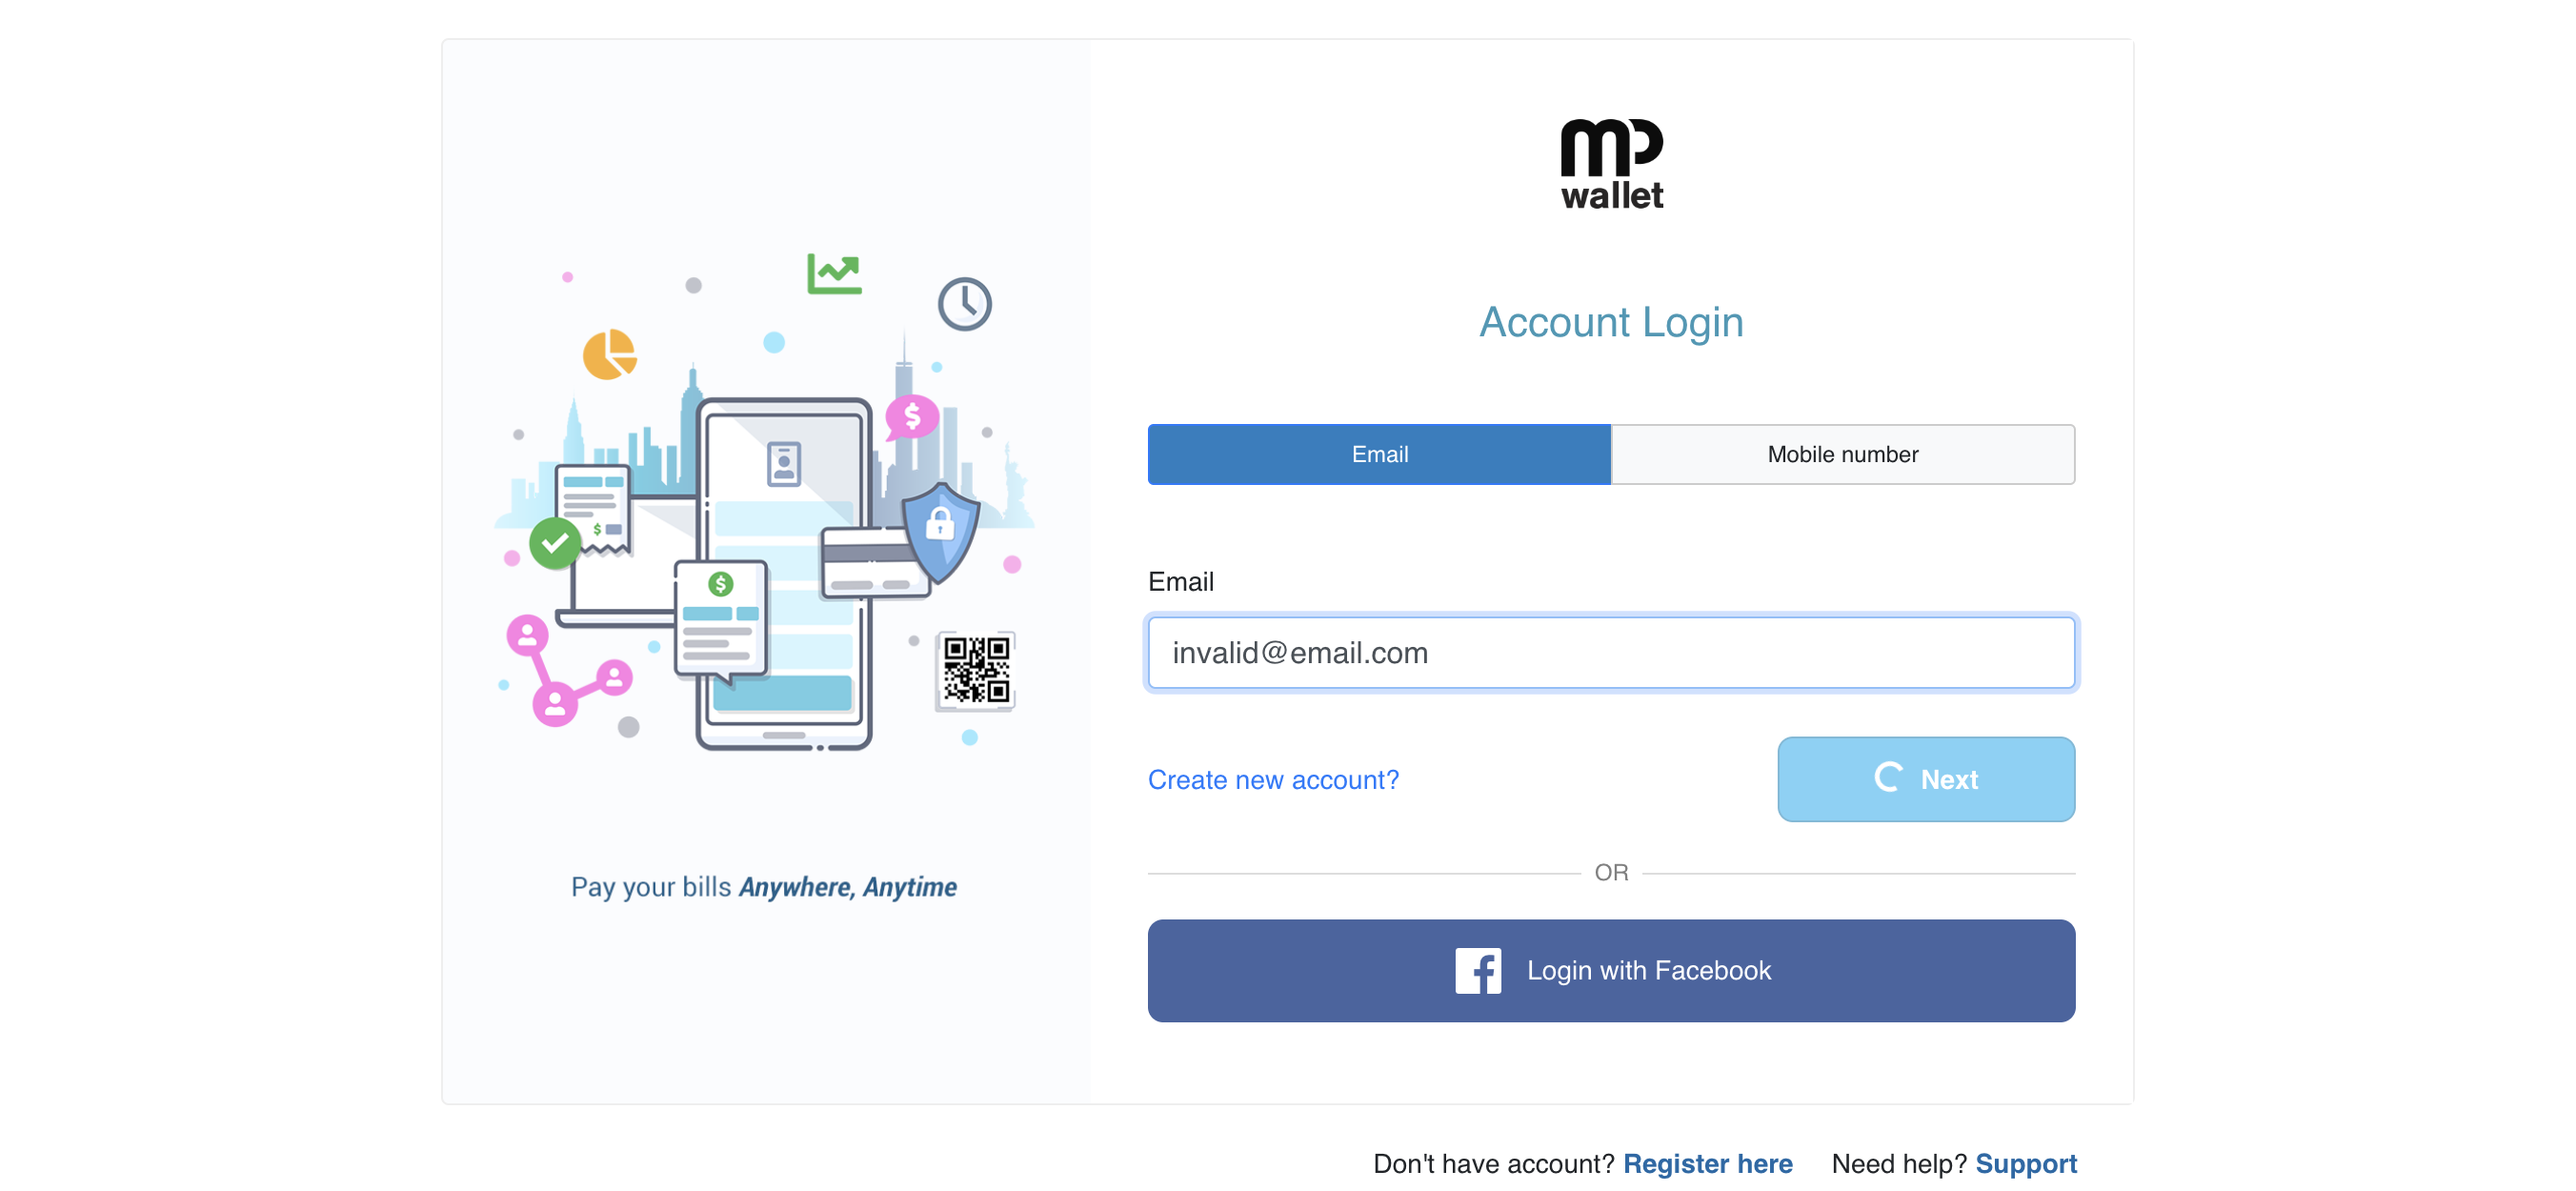 mp
wallet
Account Login
Email
Mobile number
Email
invalid@email.com
Create new account?
Next
OR
Login with Facebook
Pay your bills Anywhere, Anytime
Don't have account? Register here
Need help? Support